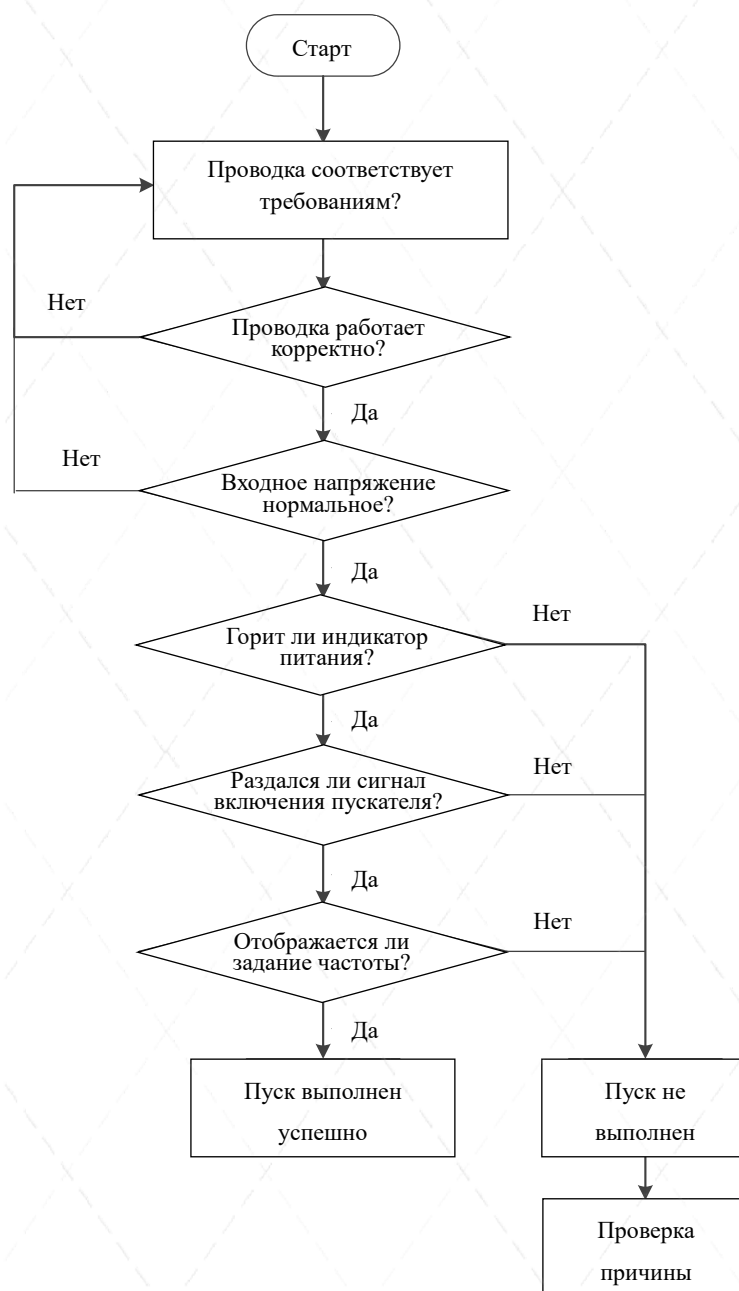 Старт
Проводка соответствует
требованиям?
Нет
Проводка работает
корректно?
Да
Нет
Входное напряжение
нормальное?
Да
Нет
Горит ли индикатор
питания?
Да
Раздался ли сигнал
включения пускателя?
Нет
Да
Отображается ли
задание частоты?
Нет
Да
Пуск выполнен
успешно
Пуск не
выполнен
Проверка
причины